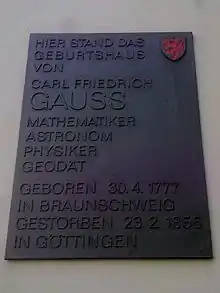 HIER STAND DAS
GEBURTSHAUS
VON
CARL FRIEDRICH
GAUSS
MATHEMATIKER
ASTRONOM
PHYSIKER
GEODÄT
GEBOREN 30. 4. 1777
IN BRAUNSCHWEIG
GESTORBEN 23. 2. 1855
IN GÖTTINGEN